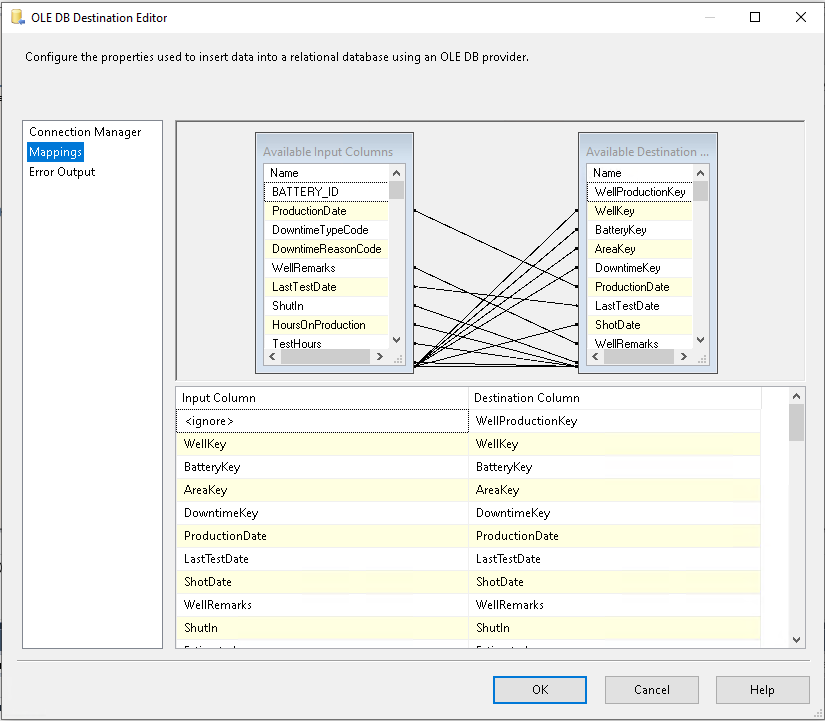 OLE DB Destination Editor
Configure the properties used to insert data into a relational database using an OLE DB provider.
Connection Manager
Mappings
Error Output
Available Input Columns
Name
BATTERY_ID
ProductionDate
DowntimeTypeCode
DowntimeReasonCode
WellRemarks
LastTestDate
ShutIn
HoursOnProduction
TestHours
Available Destination ...
Name
WellProductionKey
WellKey
BatteryKey
AreaKey
DowntimeKey
ProductionDate
LastTestDate
ShotDate
WellRemarks
Input Column Destination Column
<ignore> WellProductionKey
WellKey WellKey
BatteryKey BatteryKey
AreaKey AreaKey
DowntimeKey DowntimeKey
ProductionDate ProductionDate
LastTestDate LastTestDate
ShotDate ShotDate
WellRemarks WellRemarks
ShutIn ShutIn
OK Cancel Help